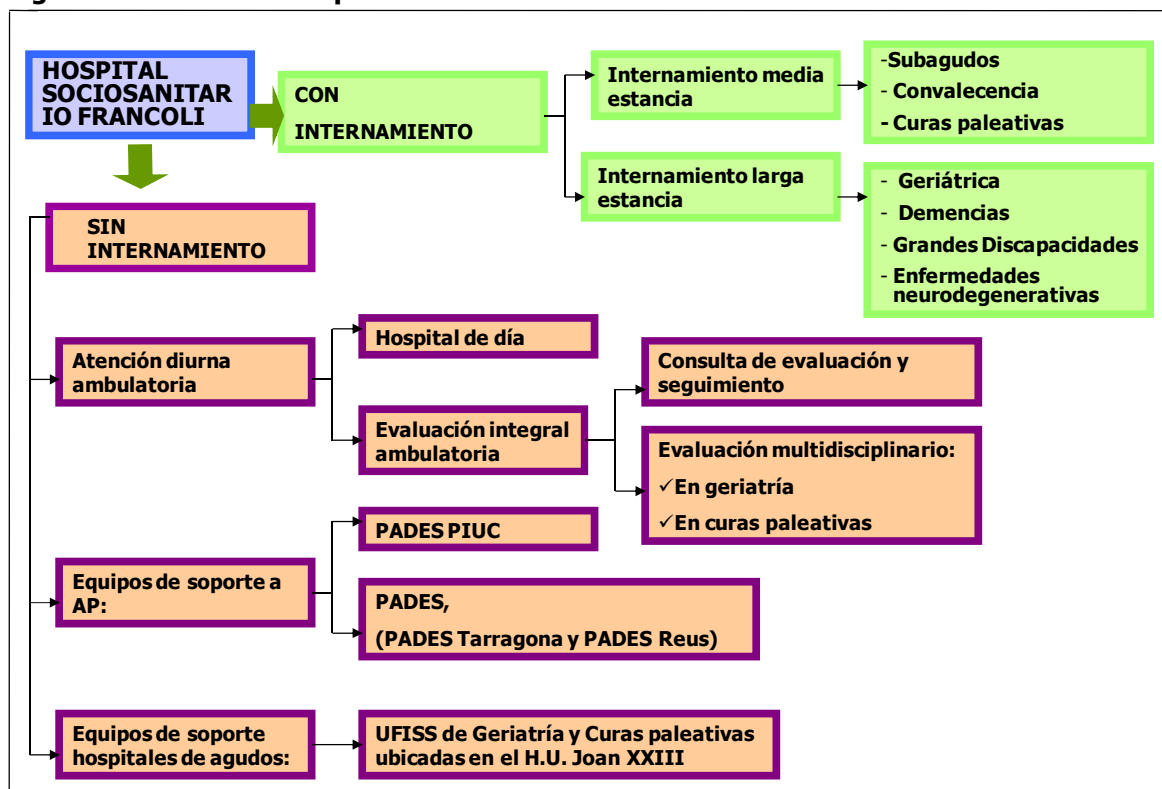 HOSPITAL
SOCIOSANITAR
IO FRANCOLI
CON
INTERNAMIENTO
Internamiento media
estancia
-Subagudos
- Convalecencia
- Curas paleativas
Internamiento larga
estancia
- Geriátrica
- Demencias
- Grandes Discapacidades
- Enfermedades
neurodegenerativas
SIN
INTERNAMIENTO
Atención diurna
ambulatoria
Hospital de día
Evaluación integral
ambulatoria
Consulta de evaluación y
seguimiento
Evaluación multidisciplinario:
✓En geriatría
✓En curas paleativas
Equipos de soporte a
AP:
PADES PIUC
PADES,
(PADES Tarragona y PADES Reus)
Equipos de soporte
hospitales de agudos:
UFISS de Geriatría y Curas paleativas
ubicadas en el H.U. Joan XXIII